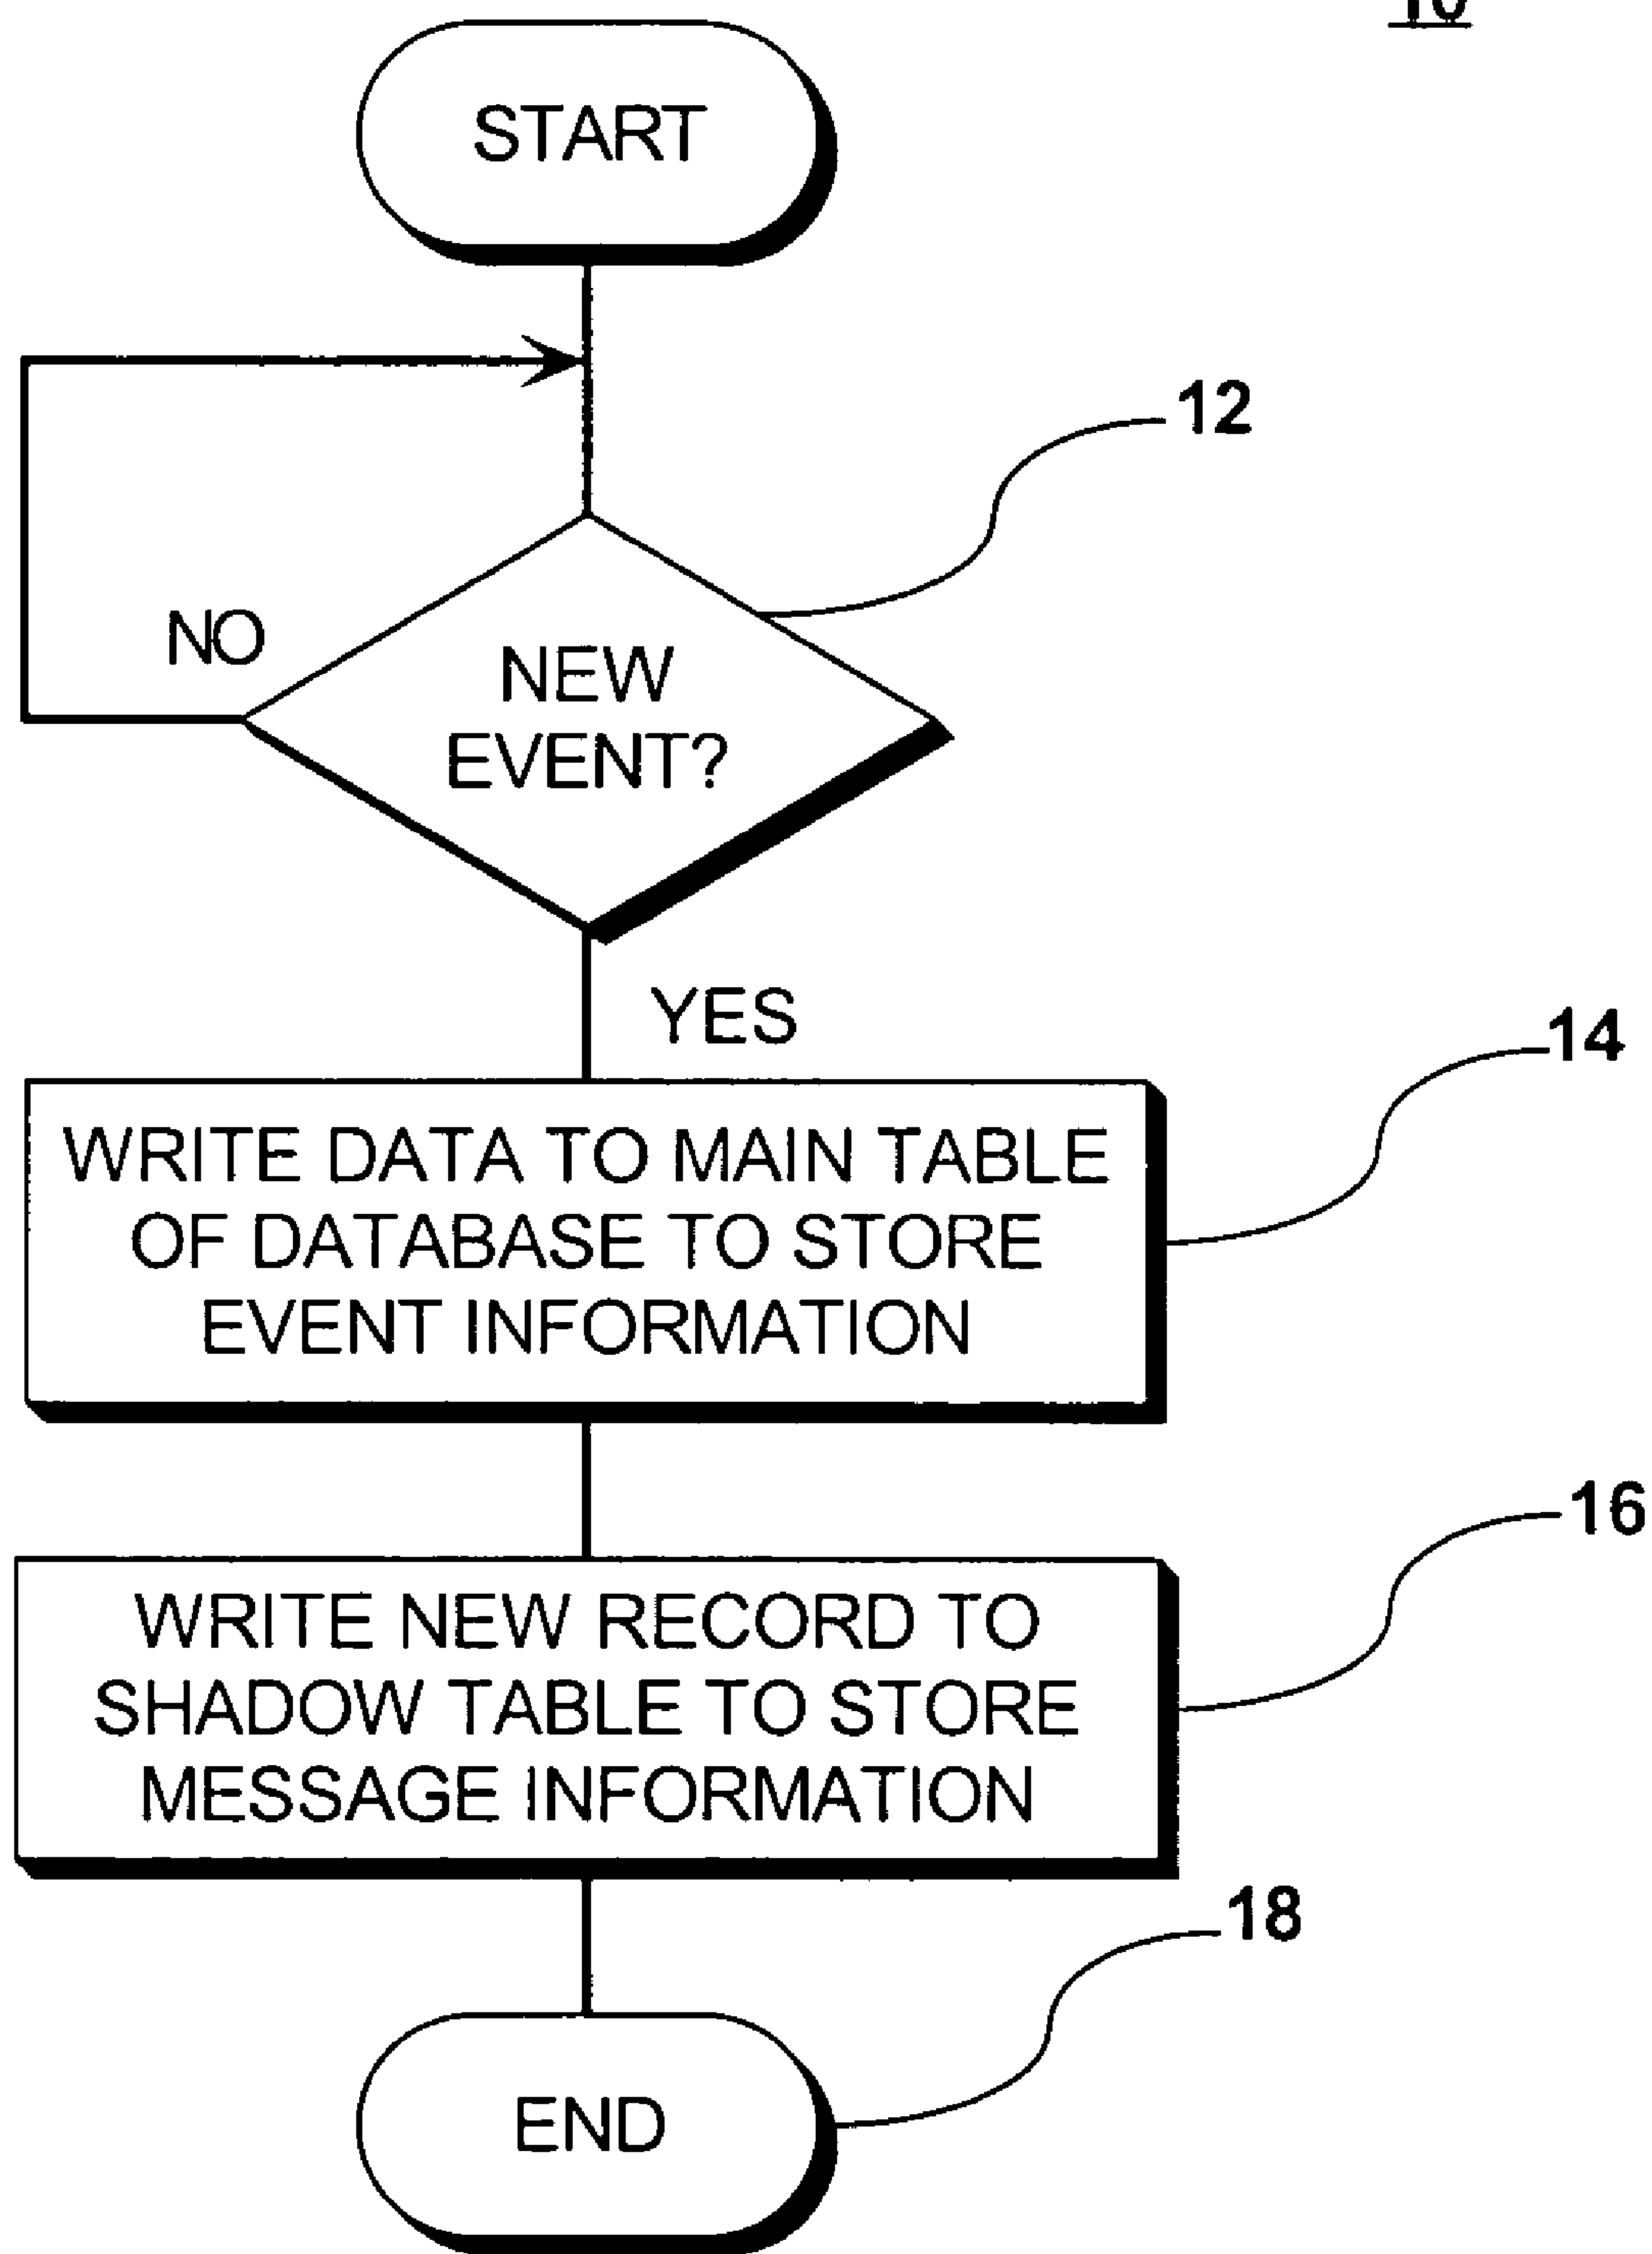 10
START
12
NO
NEW
EVENT?
YES
14
WRITE DATA TO MAIN TABLE
OF DATABASE TO STORE
EVENT INFORMATION
16
WRITE NEW RECORD TO
SHADOW TABLE TO STORE
MESSAGE INFORMATION
18
END